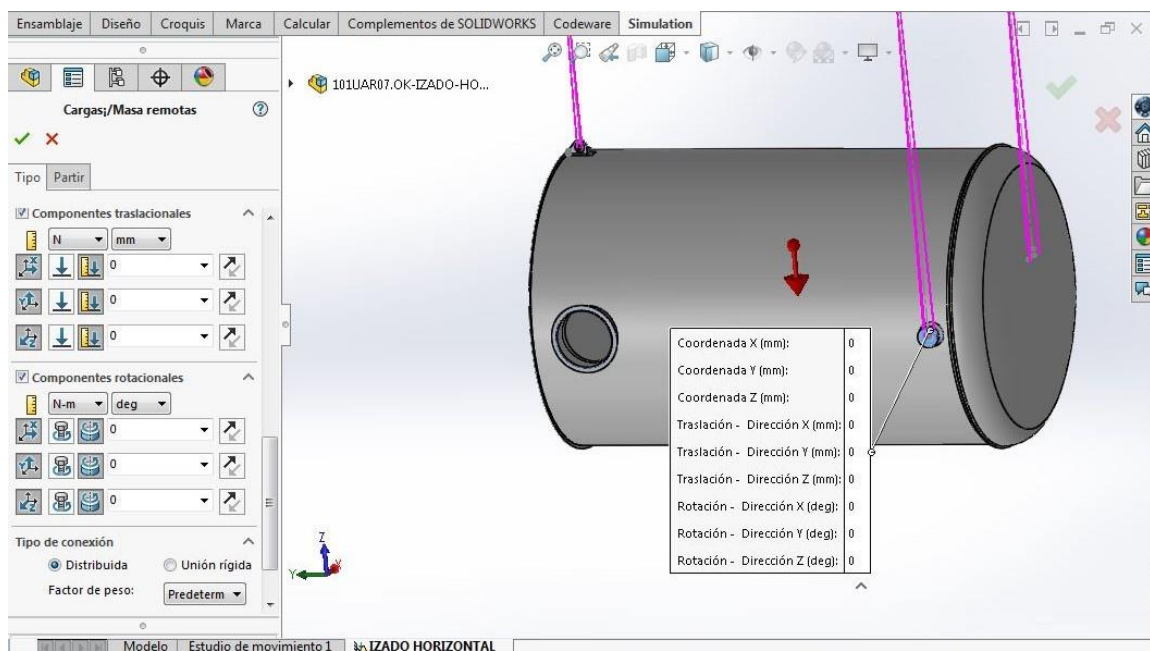 Ensamblaje Diseño Croquis Marca Calcular Complementos de SOLIDWORKS Codeware Simulation
101UAR07.OK-IZADO-HO...
Cargas;/Masa remotas
Tipo Partir
Componentes traslacionales
N mm
0
0
0
Componentes rotacionales
N-m deg
0
0
0
Tipo de conexión
Distribuida Unión rígida
Factor de peso: Predeterm
Coordenada X (mm): 0
Coordenada Y (mm): 0
Coordenada Z (mm): 0
Traslación - Dirección X (mm): 0
Traslación - Dirección Y (mm): 0
Traslación - Dirección Z (mm): 0
Rotación - Dirección X (deg): 0
Rotación - Dirección Y (deg): 0
Rotación - Dirección Z (deg): 0
Z
Y X
Modelo Estudio de movimiento 1 IZADO HORIZONTAL